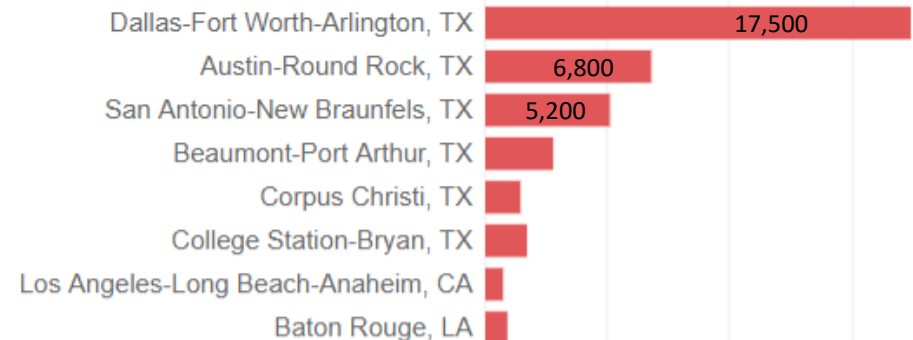 Dallas-Fort Worth-Arlington, TX 17,500
Austin-Round Rock, TX 6,800
San Antonio-New Braunfels, TX 5,200
Beaumont-Port Arthur, TX
Corpus Christi, TX
College Station-Bryan, TX
Los Angeles-Long Beach-Anaheim, CA
Baton Rouge, LA